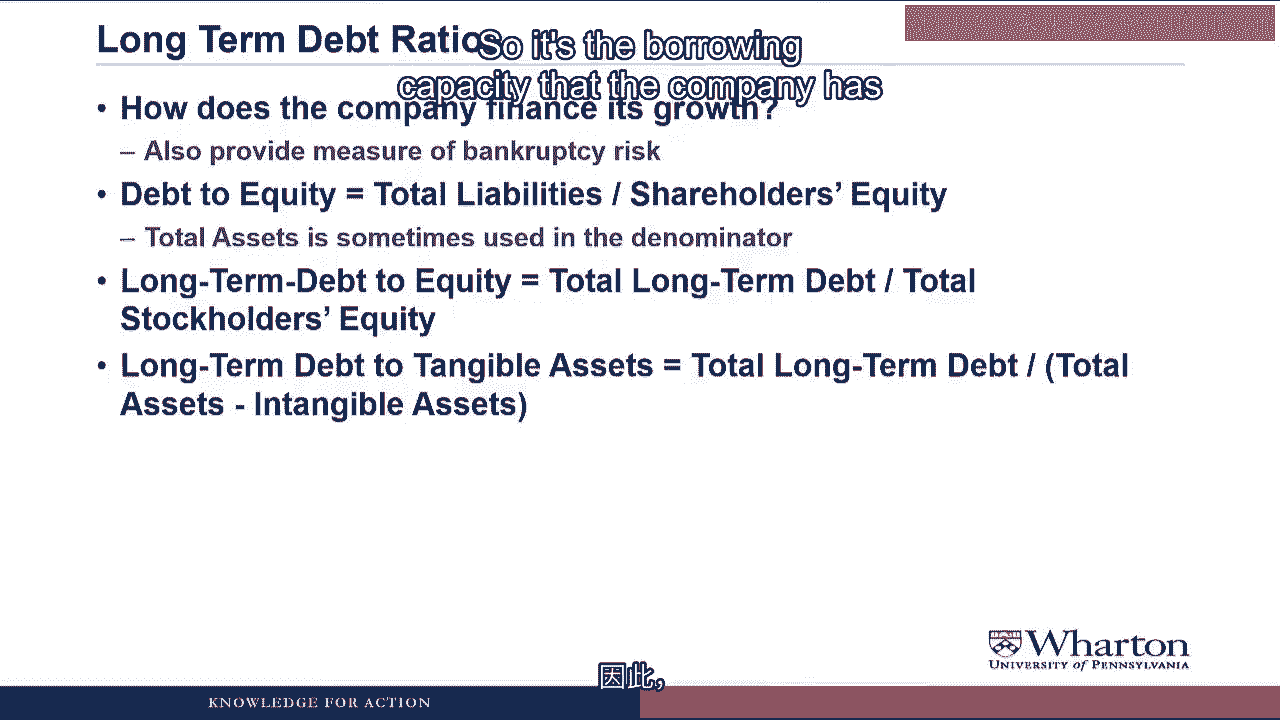 Long Term Debt Ratio
So it's the borrowing
capacity that the company has
• How does the company finance its growth?
– Also provide measure of bankruptcy risk
• Debt to Equity = Total Liabilities / Shareholders’ Equity
– Total Assets is sometimes used in the denominator
• Long-Term-Debt to Equity = Total Long-Term Debt / Total
Stockholders’ Equity
• Long-Term Debt to Tangible Assets = Total Long-Term Debt / (Total
Assets - Intangible Assets)
Wharton
UNIVERSITY of PENNSYLVANIA
因此,
KNOWLEDGE FOR ACTION